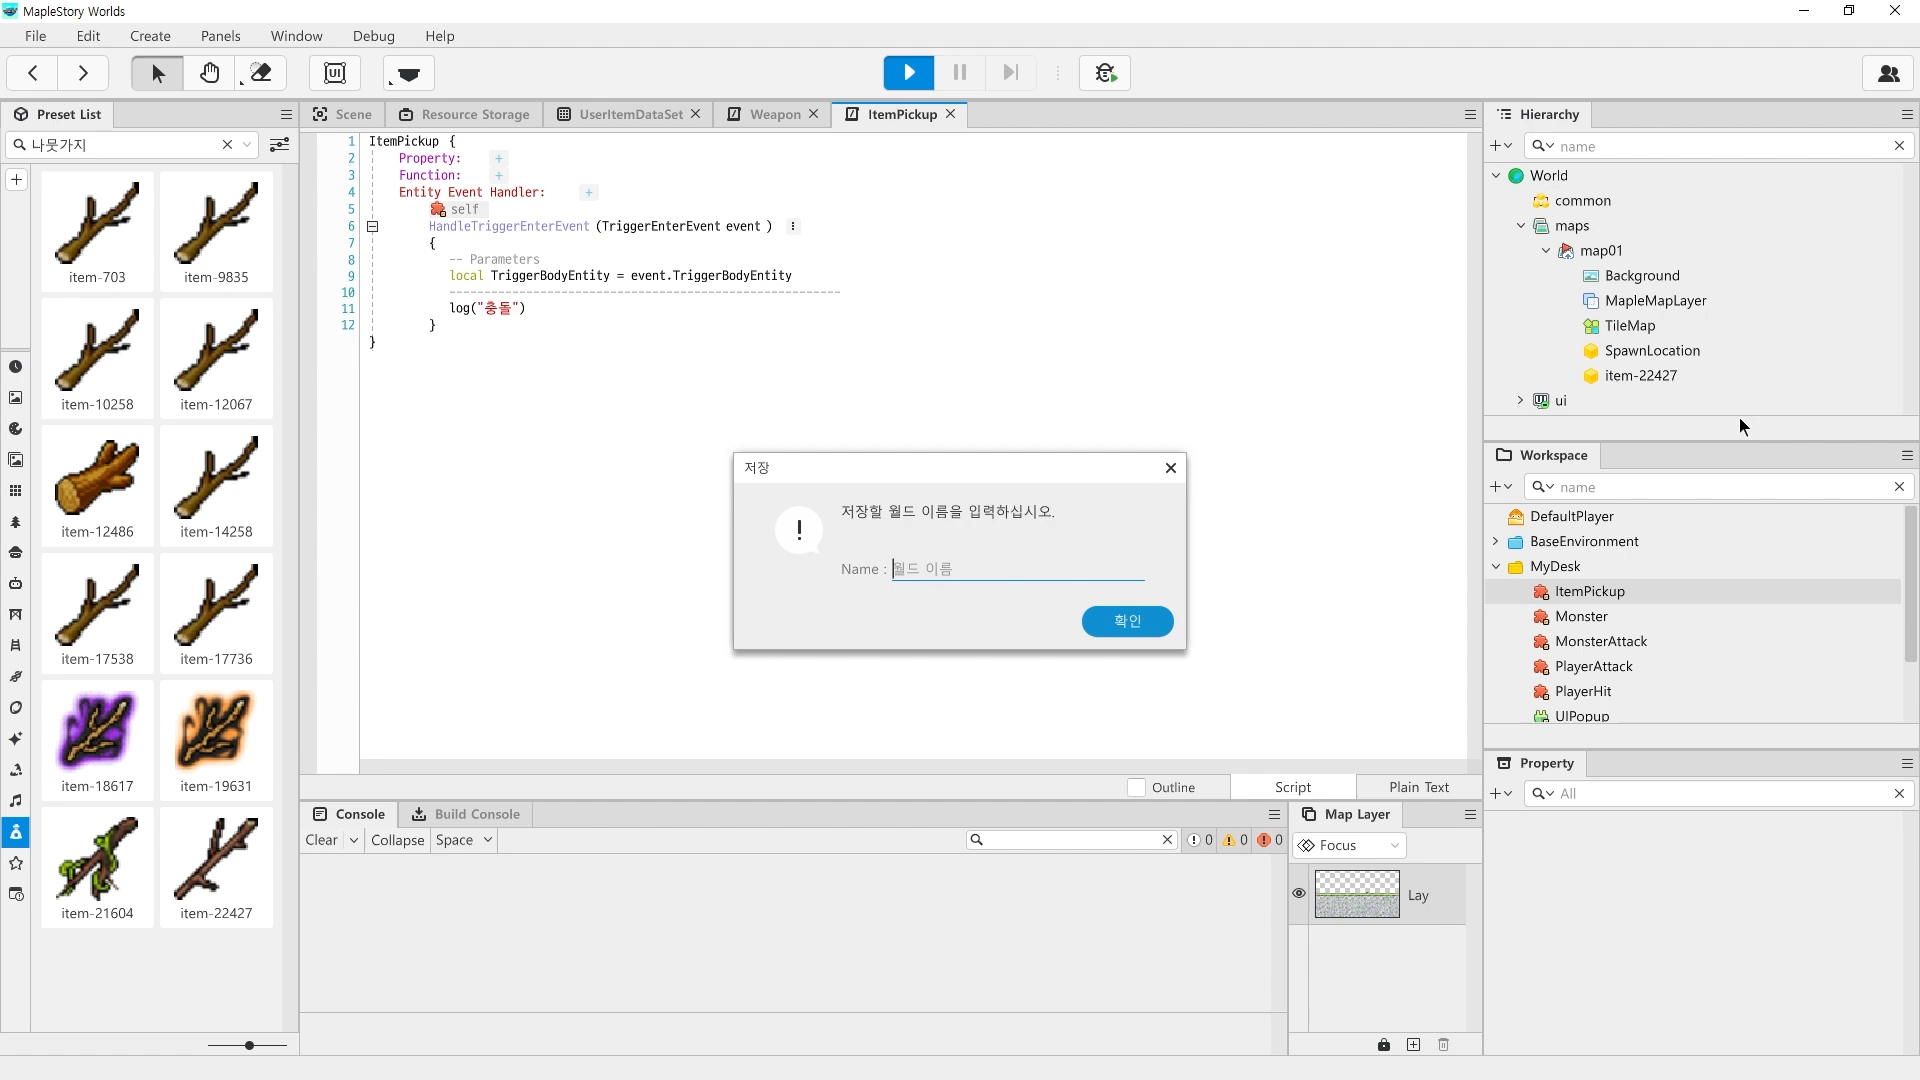 MapleStory Worlds
File Edit Create Panels Window Debug Help
Preset List
나뭇가지
item-703 item-9835
item-10258 item-12067
item-12486 item-14258
item-17538 item-17736
item-18617 item-19631
item-21604 item-22427
Scene Resource Storage UserItemDataSet Weapon ItemPickup
1 ItemPickup {
2 Property: +
3 Function: +
4 Entity Event Handler: +
5 self
6 HandleTriggerEnterEvent (TriggerEnterEvent event )
7 {
8 -- Parameters
9 local TriggerBodyEntity = event.TriggerBodyEntity
10 --------------------------------------------------------
11 log("충돌")
12 }
}
저장
저장할 월드 이름을 입력하십시오.
Name : 월드 이름
확인
Outline Script Plain Text
Console Build Console
Clear Collapse Space 0 0 0
Map Layer
Focus
Lay
Hierarchy
name
World
common
maps
map01
Background
MapleMapLayer
TileMap
SpawnLocation
item-22427
ui
Workspace
name
DefaultPlayer
BaseEnvironment
MyDesk
ItemPickup
Monster
MonsterAttack
PlayerAttack
PlayerHit
UIPopup
Property
All